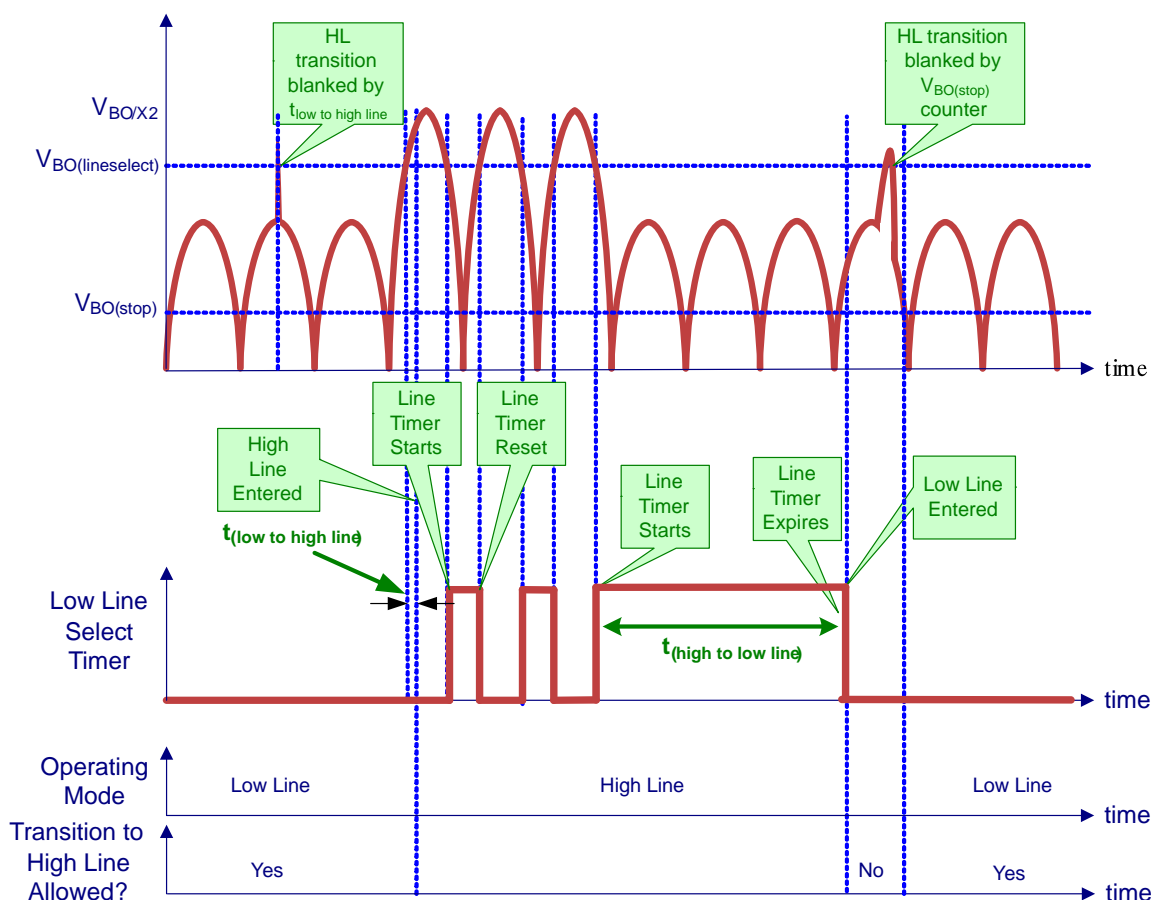 HL
transition
blanked by
t(low to high line)
HL transition
blanked by
VBO(stop)
counter
VBO/X2
VBO(lineselect)
VBO(stop)
time
Line
Timer
Starts
Line
Timer
Reset
High
Line
Entered
Line
Timer
Starts
Line
Timer
Expires
Low Line
Entered
t(low to high line)
Low Line
Select
Timer
t(high to low line)
time
Operating
Mode
Low Line
High Line
Low Line
time
Transition to
High Line
Allowed?
Yes
No
Yes
time